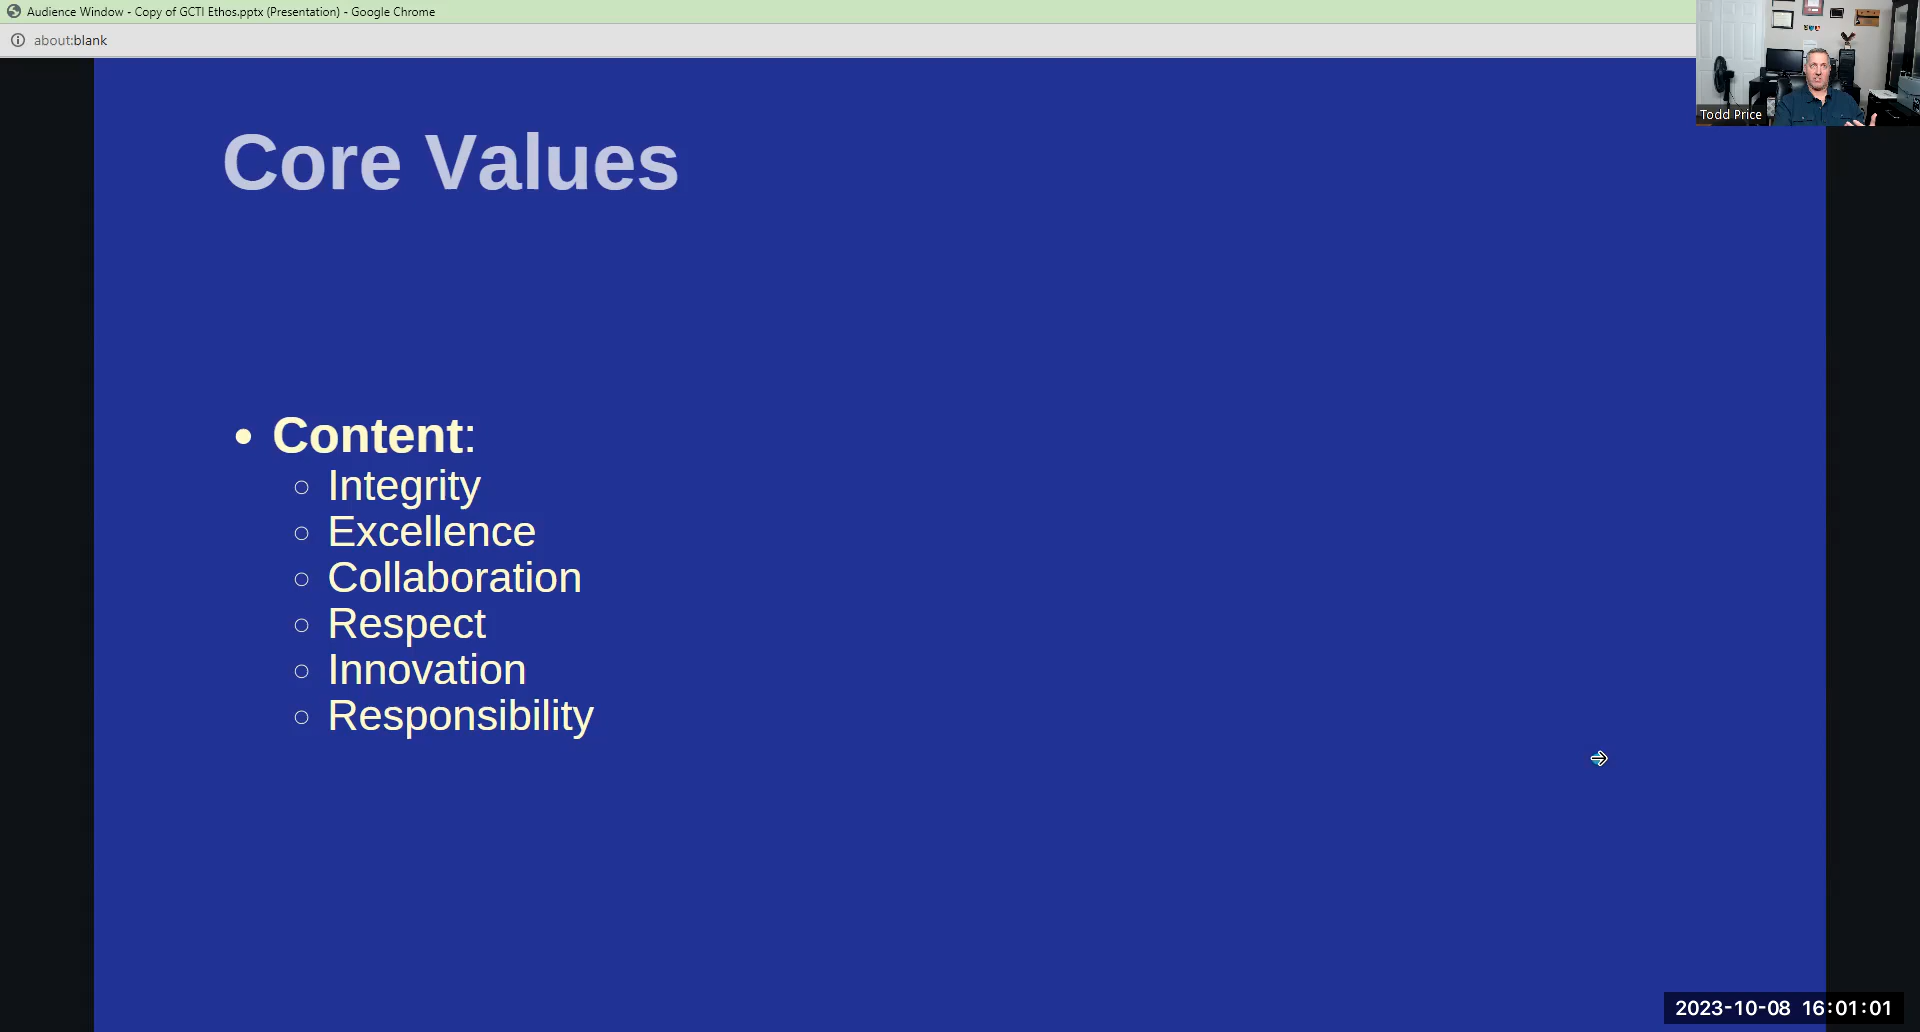 Audience Window - Copy of GCTI Ethos.pptx (Presentation) - Google Chrome
about:blank
Todd Price
Core Values
• Content:
○ Integrity
○ Excellence
○ Collaboration
○ Respect
○ Innovation
○ Responsibility
2023-10-08 16:01:01